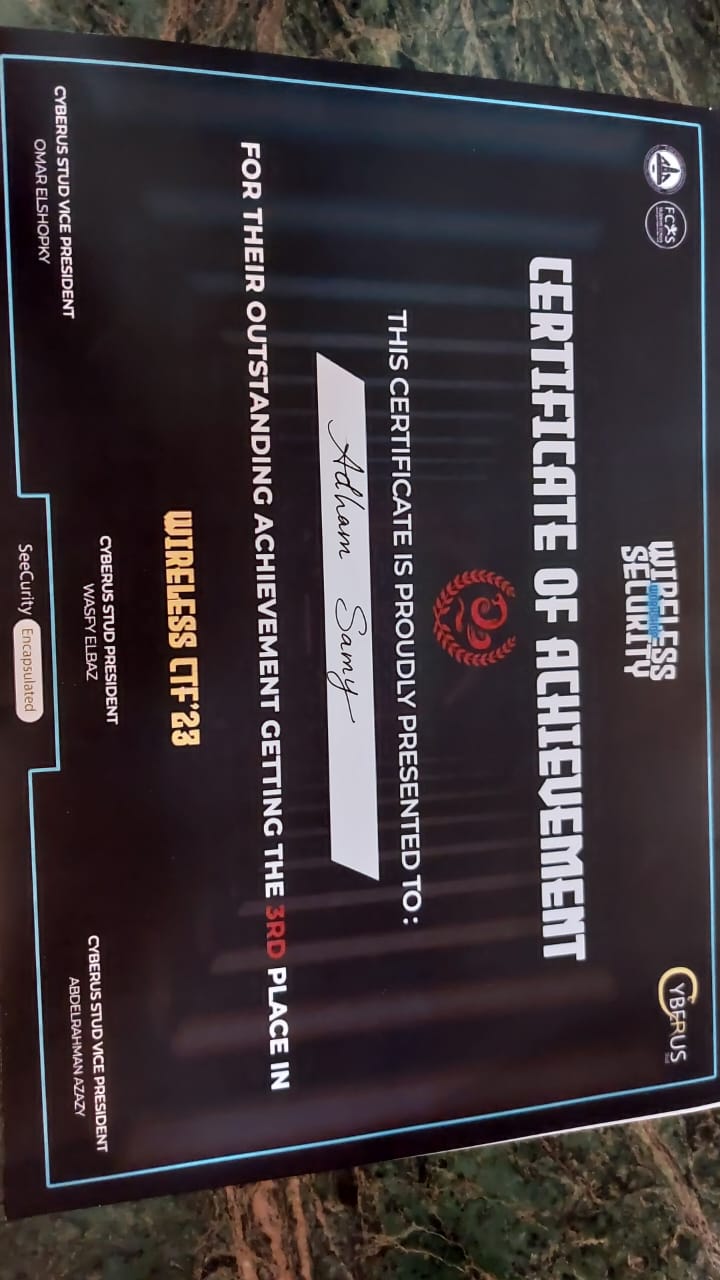 FCIS
WIRELESS
SECURITY
CYBERUS
CERTIFICATE OF ACHIEVEMENT
THIS CERTIFICATE IS PROUDLY PRESENTED TO:
Adham Samy
FOR THEIR OUTSTANDING ACHIEVEMENT GETTING THE 3RD PLACE IN
WIRELESS CTF'23
CYBERUS STUD VICE PRESIDENT
OMAR ELSHOPKY
CYBERUS STUD PRESIDENT
WASFY ELBAZ
CYBERUS STUD VICE PRESIDENT
ABDELRAHMAN AZAZY
SeeCurity Encapsulated